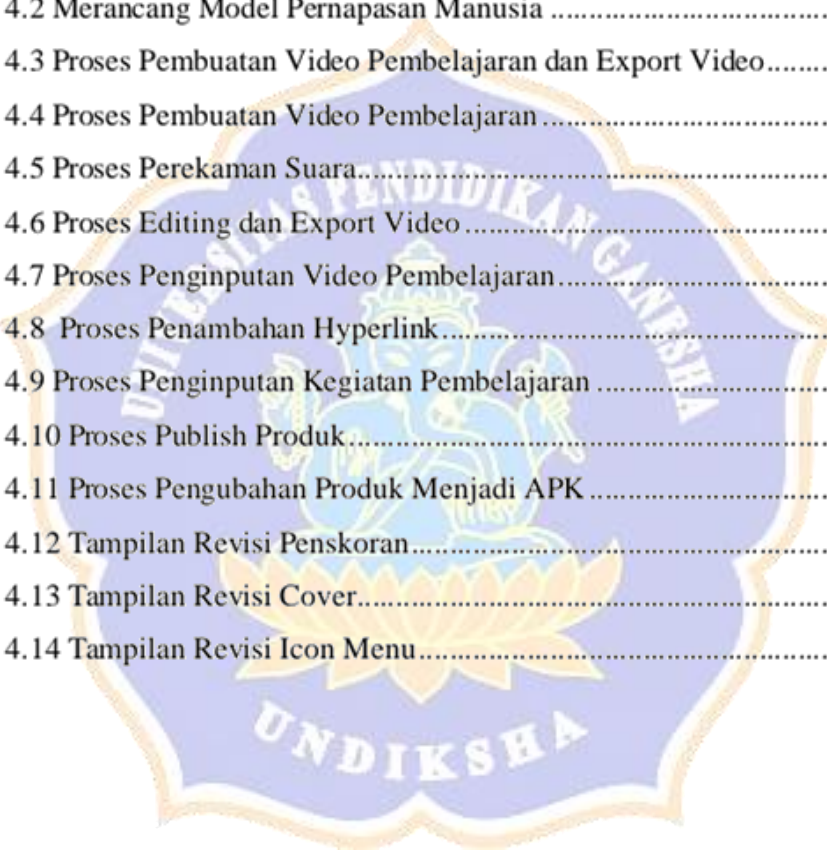 4.2 Merancang Model Pernapasan Manusia ....................................
4.3 Proses Pembuatan Video Pembelajaran dan Export Video........
4.4 Proses Pembuatan Video Pembelajaran.....................................
4.5 Proses Perekaman Suara.............................................................
4.6 Proses Editing dan Export Video...............................................
4.7 Proses Penginputan Video Pembelajaran...................................
4.8  Proses Penambahan Hyperlink..................................................
4.9 Proses Penginputan Kegiatan Pembelajaran ..............................
4.10 Proses Publish Produk...............................................................
4.11 Proses Pengubahan Produk Menjadi APK ...............................
4.12 Tampilan Revisi Penskoran......................................................
4.13 Tampilan Revisi Cover.............................................................
4.14 Tampilan Revisi Icon Menu.....................................................
UNIVERSITAS PENDIDIKAN GANESHA
UNDIKSHA